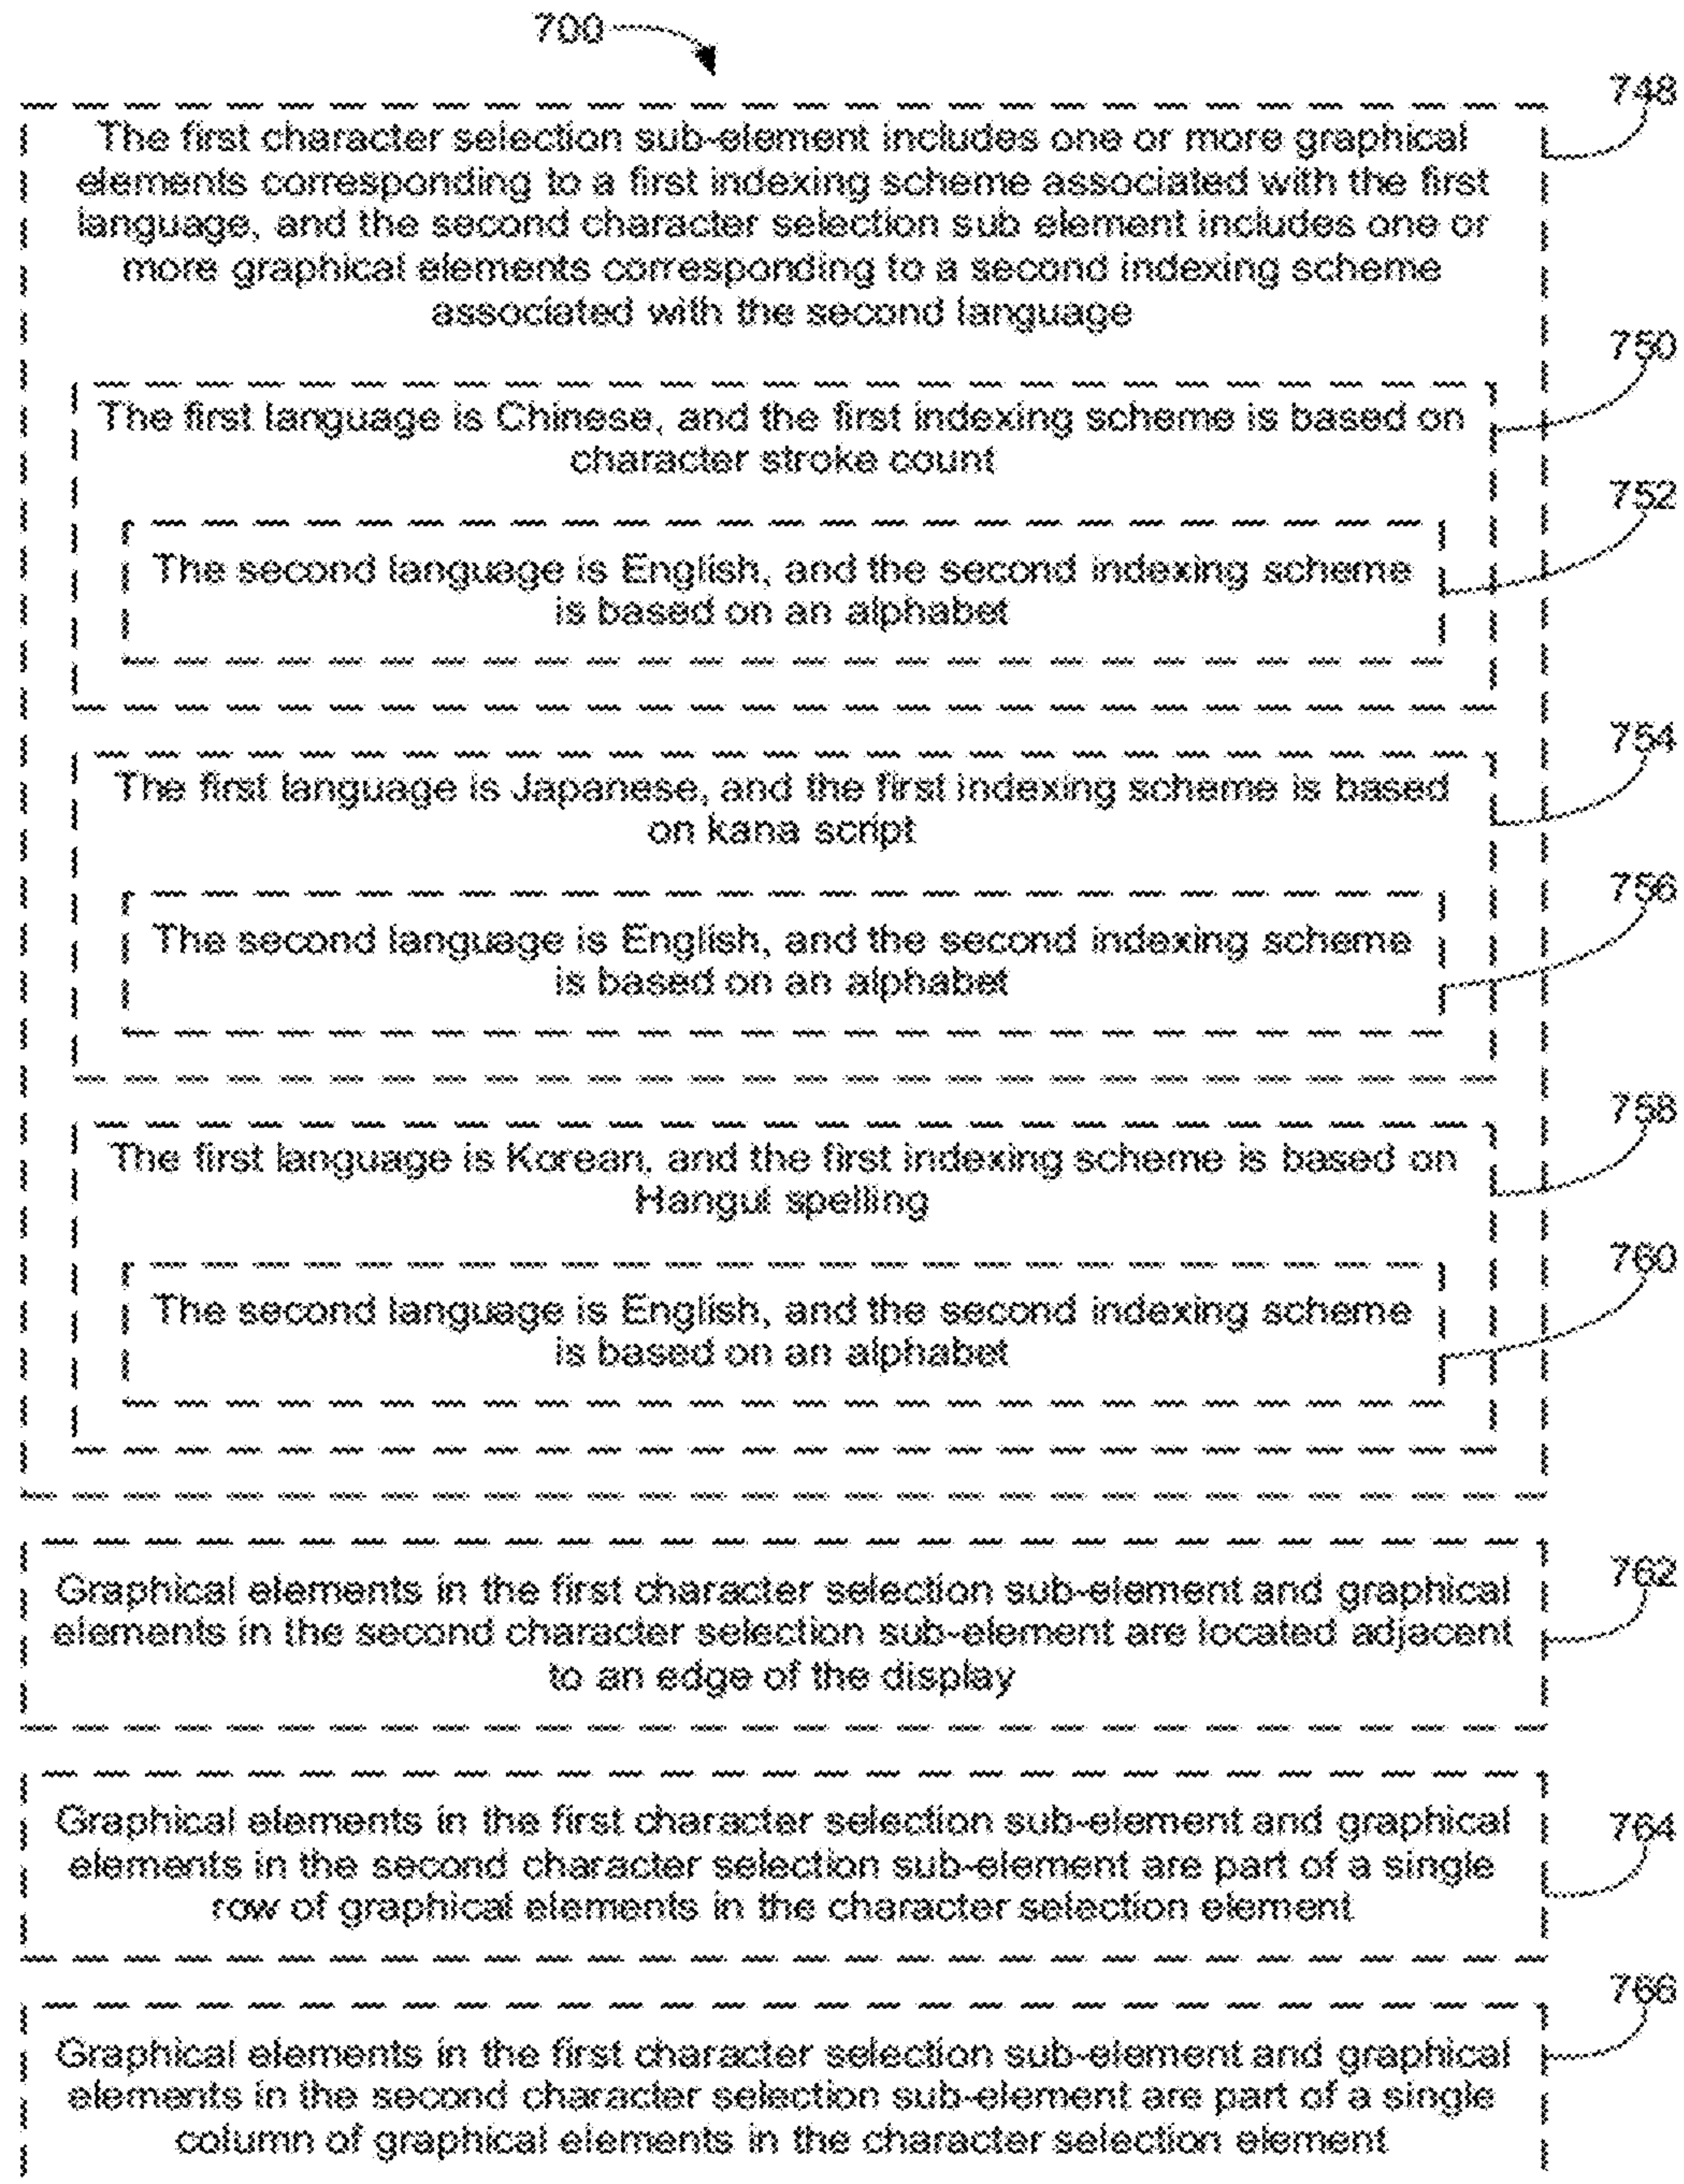 700
748
The first character selection sub-element includes one or more graphical
elements corresponding to a first indexing scheme associated with the first
language, and the second character selection sub element includes one or
more graphical elements corresponding to a second indexing scheme
associated with the second language
750
The first language is Chinese, and the first indexing scheme is based on
character stroke count
752
The second language is English, and the second indexing scheme
is based on an alphabet
754
The first language is Japanese, and the first indexing scheme is based
on kana script
756
The second language is English, and the second indexing scheme
is based on an alphabet
758
The first language is Korean, and the first indexing scheme is based on
Hangul spelling
760
The second language is English, and the second indexing scheme
is based on an alphabet
762
Graphical elements in the first character selection sub-element and graphical
elements in the second character selection sub-element are located adjacent
to an edge of the display
764
Graphical elements in the first character selection sub-element and graphical
elements in the second character selection sub-element are part of a single
row of graphical elements in the character selection element
766
Graphical elements in the first character selection sub-element and graphical
elements in the second character selection sub-element are part of a single
column of graphical elements in the character selection element